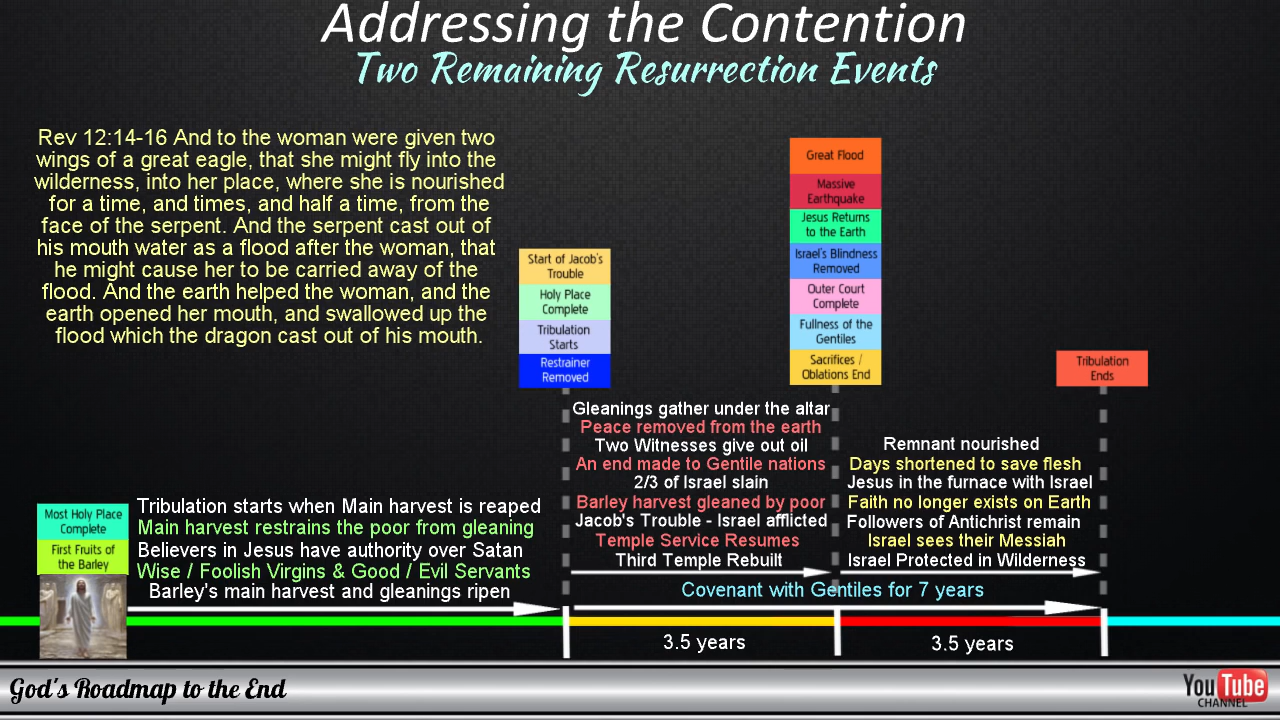 Addressing the Contention
Two Remaining Resurrection Events
Rev 12:14-16 And to the woman were given two
wings of a great eagle, that she might fly into the
wilderness, into her place, where she is nourished
for a time, and times, and half a time, from the
face of the serpent. And the serpent cast out of
his mouth water as a flood after the woman, that
he might cause her to be carried away of the
flood. And the earth helped the woman, and the
earth opened her mouth, and swallowed up the
flood which the dragon cast out of his mouth.
Most Holy Place
Complete
First Fruits of
the Barley
Tribulation starts when Main harvest is reaped
Main harvest restrains the poor from gleaning
Believers in Jesus have authority over Satan
Wise / Foolish Virgins & Good / Evil Servants
Barley's main harvest and gleanings ripen
Start of Jacob's
Trouble
Holy Place
Complete
Tribulation
Starts
Restrainer
Removed
Gleanings gather under the altar
Peace removed from the earth
Two Witnesses give out oil
An end made to Gentile nations
2/3 of Israel slain
Barley harvest gleaned by poor
Jacob's Trouble - Israel afflicted
Temple Service Resumes
Third Temple Rebuilt
Great Flood
Massive
Earthquake
Jesus Returns
to the Earth
Israel's Blindness
Removed
Outer Court
Complete
Fullness of the
Gentiles
Sacrifices /
Oblations End
Remnant nourished
Days shortened to save flesh
Jesus in the furnace with Israel
Faith no longer exists on Earth
Followers of Antichrist remain
Israel sees their Messiah
Israel Protected in Wilderness
Tribulation
Ends
Covenant with Gentiles for 7 years
3.5 years
3.5 years
God's Roadmap to the End
YouTube
CHANNEL